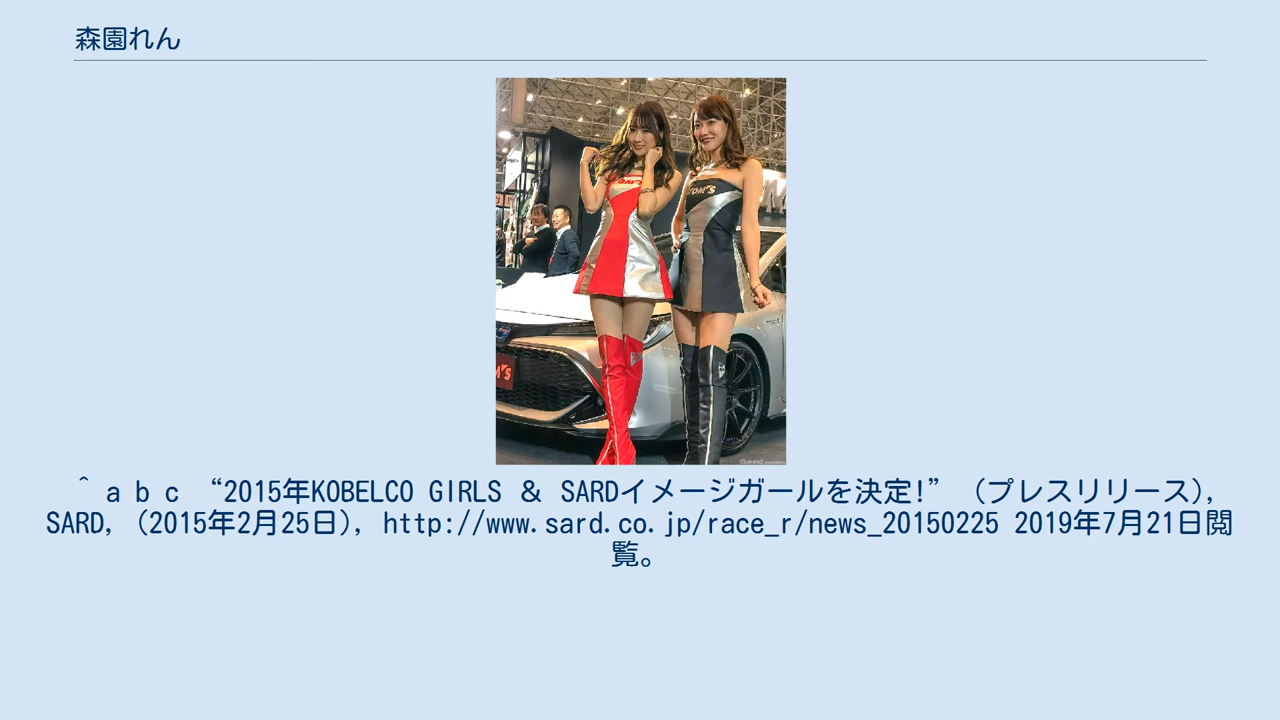 森園れん
TOM'S
TOM'S
OM'S
^ a b c “2015年KOBELCO GIRLS & SARDイメージガールを決定!” (プレスリリース),
SARD, (2015年2月25日), http://www.sard.co.jp/race_r/news_20150225 2019年7月21日閲
覧。